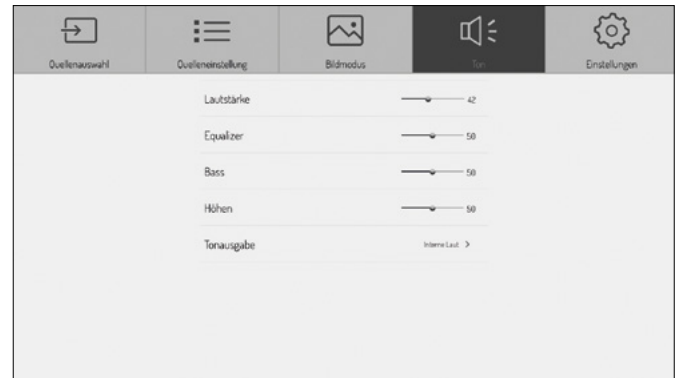 Quellenauswahl
Quelleneinstellung
Bildmodus
Ton
Einstellungen
Lautstärke 42
Equalizer 50
Bass 50
Höhen 50
Tonausgabe Interne Laut >